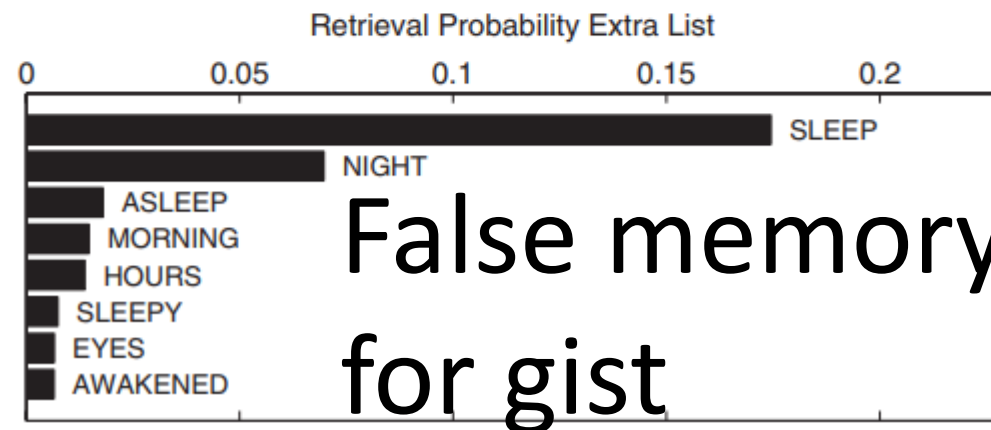 Retrieval Probability Extra List
0 0.05 0.1 0.15 0.2
SLEEP
NIGHT
ASLEEP
MORNING
HOURS
SLEEPY
EYES
AWAKENED
False memory
for gist